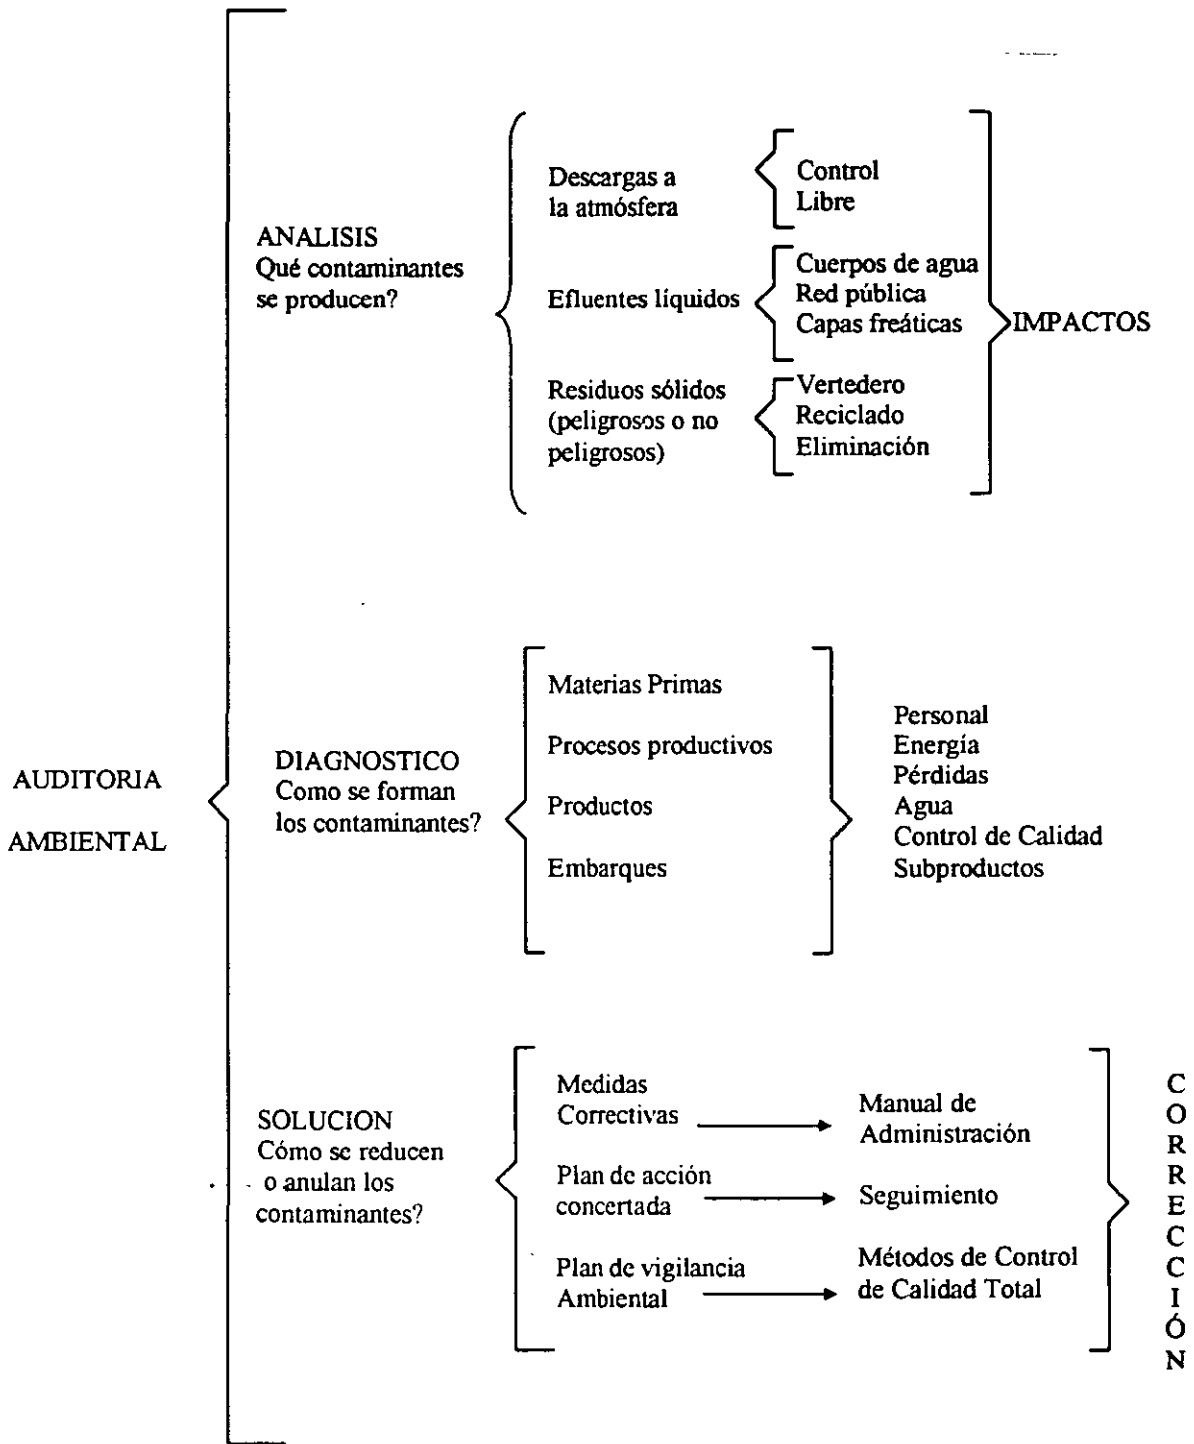 AUDITORIA
AMBIENTAL
ANALISIS
Qué contaminantes
se producen?
Descargas a
la atmósfera
Control
Libre
Efluentes líquidos
Cuerpos de agua
Red pública
Capas freáticas
Residuos sólidos
(peligrosos o no
peligrosos)
Vertedero
Reciclado
Eliminación
IMPACTOS
DIAGNOSTICO
Como se forman
los contaminantes?
Materias Primas
Procesos productivos
Productos
Embarques
Personal
Energía
Pérdidas
Agua
Control de Calidad
Subproductos
SOLUCION
Cómo se reducen
o anulan los
contaminantes?
Medidas
Correctivas
Manual de
Administración
Plan de acción
concertada
Seguimiento
Plan de vigilancia
Ambiental
Métodos de Control
de Calidad Total
C
O
R
R
E
C
C
I
Ó
N